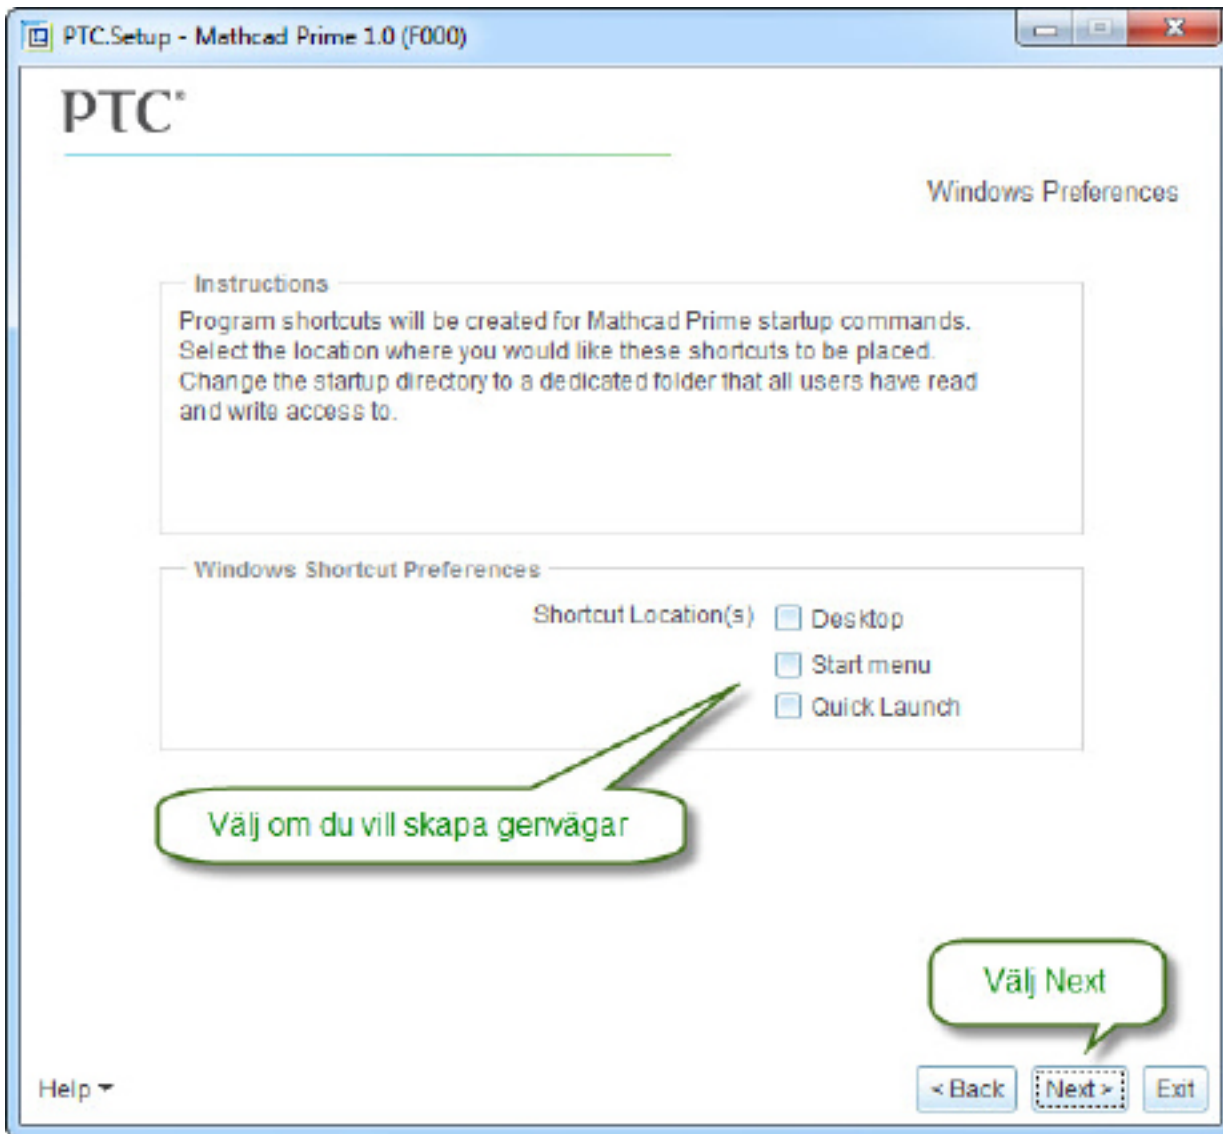 PTC.Setup - Mathcad Prime 1.0 (F000)
PTC®
Windows Preferences
Instructions
Program shortcuts will be created for Mathcad Prime startup commands.
Select the location where you would like these shortcuts to be placed.
Change the startup directory to a dedicated folder that all users have read
and write access to.
Windows Shortcut Preferences
Shortcut Location(s) Desktop
Start menu
Quick Launch
Välj om du vill skapa genvägar
Välj Next
Help
< Back Next > Exit